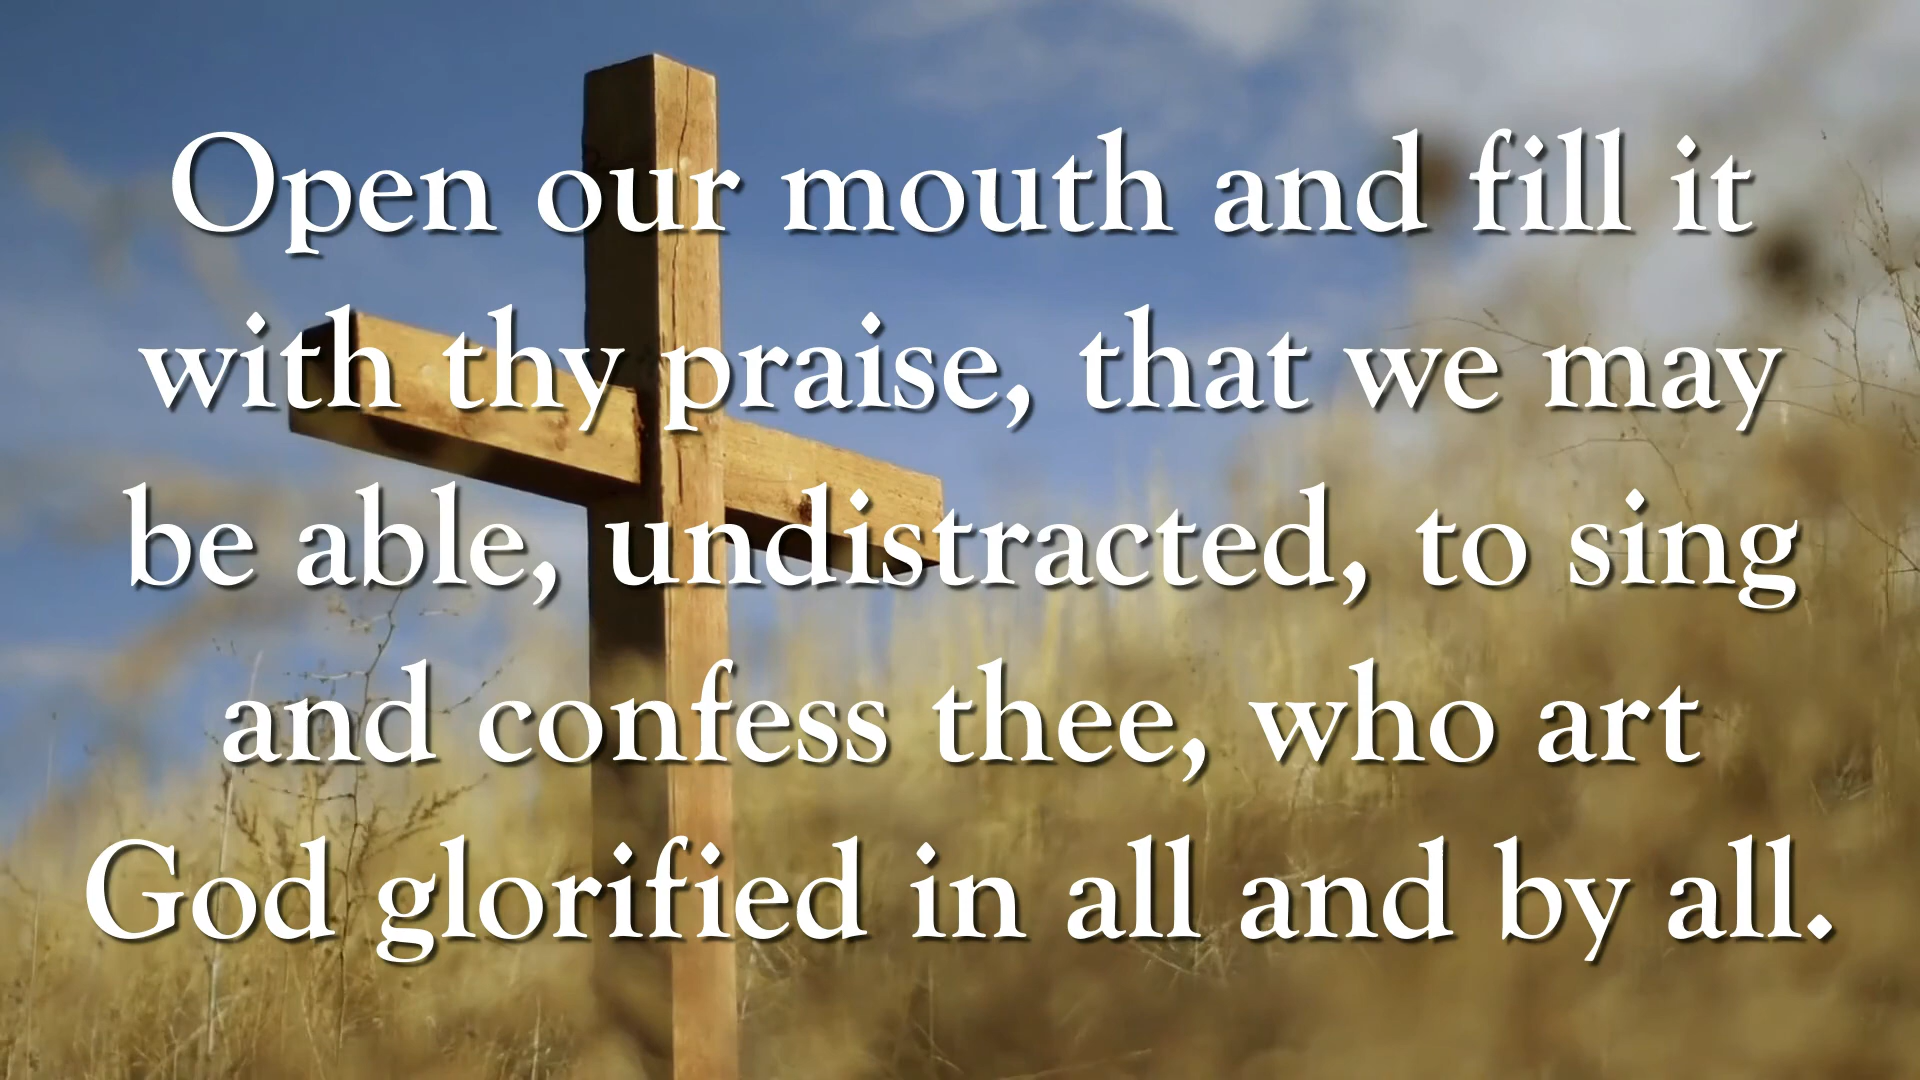 Open our mouth and fill it
with thy praise, that we may
be able, undistracted, to sing
and confess thee, who art
God glorified in all and by all.